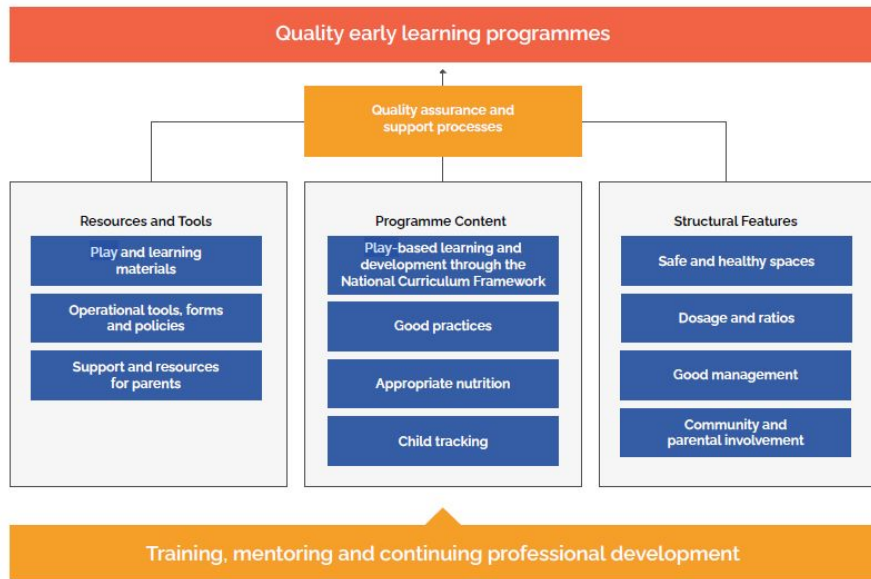 Quality early learning programmes
Quality assurance and
support processes
Resources and Tools
Play and learning
materials
Operational tools, forms
and policies
Support and resources
for parents
Programme Content
Play-based learning and
development through the
National Curriculum Framework
Good practices
Appropriate nutrition
Child tracking
Structural Features
Safe and healthy spaces
Dosage and ratios
Good management
Community and
parental involvement
Training, mentoring and continuing professional development